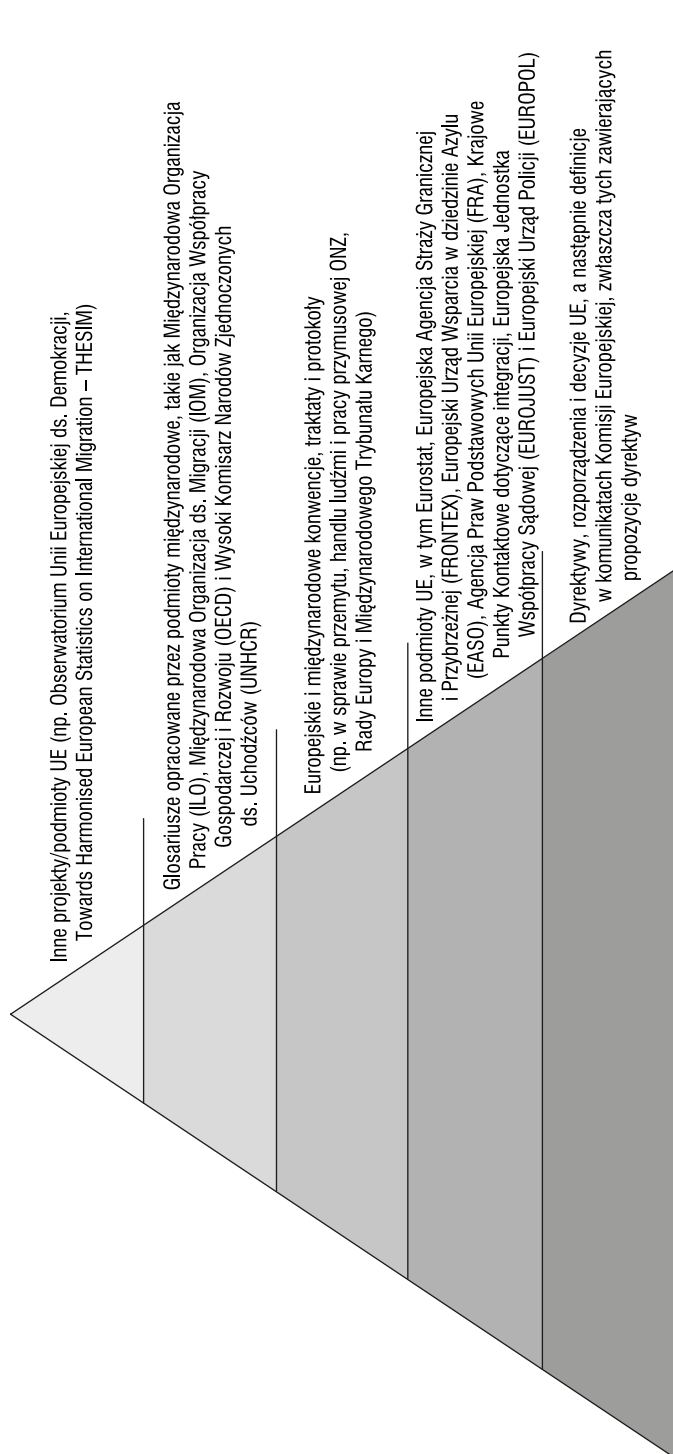 Inne projekty/podmioty UE (np. Obserwatorium Unii Europejskiej ds. Demokracji,
Towards Harmonised European Statistics on International Migration – THESIM)
Glosariusze opracowane przez podmioty międzynarodowe, takie jak Międzynarodowa Organizacja
Pracy (ILO), Międzynarodowa Organizacja ds. Migracji (IOM), Organizacja Współpracy
Gospodarczej i Rozwoju (OECD) i Wysoki Komisarz Narodów Zjednoczonych
ds. Uchodźców (UNHCR)
Europejskie i międzynarodowe konwencje, traktaty i protokoły
(np. w sprawie przemytu, handlu ludźmi i pracy przymusowej ONZ,
Rady Europy i Międzynarodowego Trybunału Karnego)
Inne podmioty UE, w tym Eurostat, Europejska Agencja Straży Granicznej
i Przybrzeżnej (FRONTEX), Europejski Urząd Wsparcia w dziedzinie Azylu
(EASO), Agencja Praw Podstawowych Unii Europejskiej (FRA), Krajowe
Punkty Kontaktowe dotyczące integracji, Europejska Jednostka
Współpracy Sądowej (EUROJUST) i Europejski Urząd Policji (EUROPOL)
Dyrektywy, rozporządzenia i decyzje UE, a następnie definicje
w komunikatach Komisji Europejskiej, zwłaszcza tych zawierających
propozycje dyrektyw